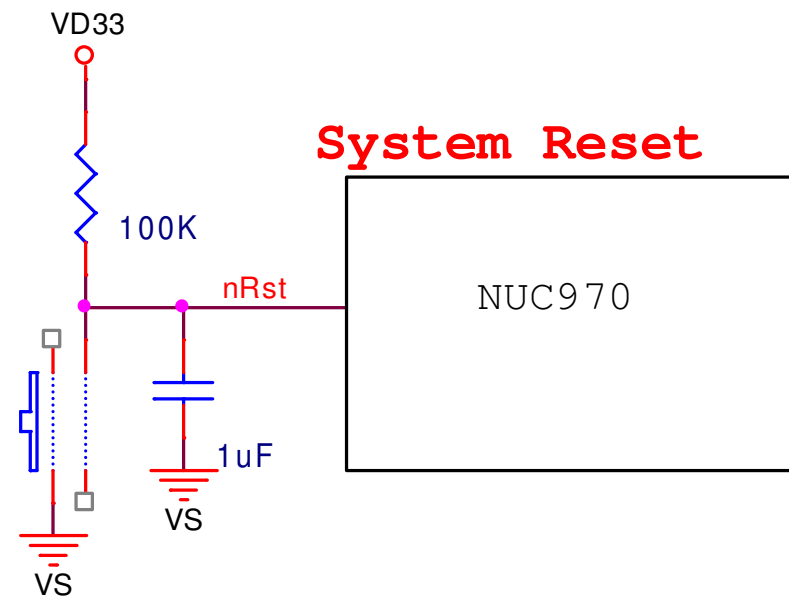 VD33
System Reset
100K
nRst
NUC970
1uF
VS
VS